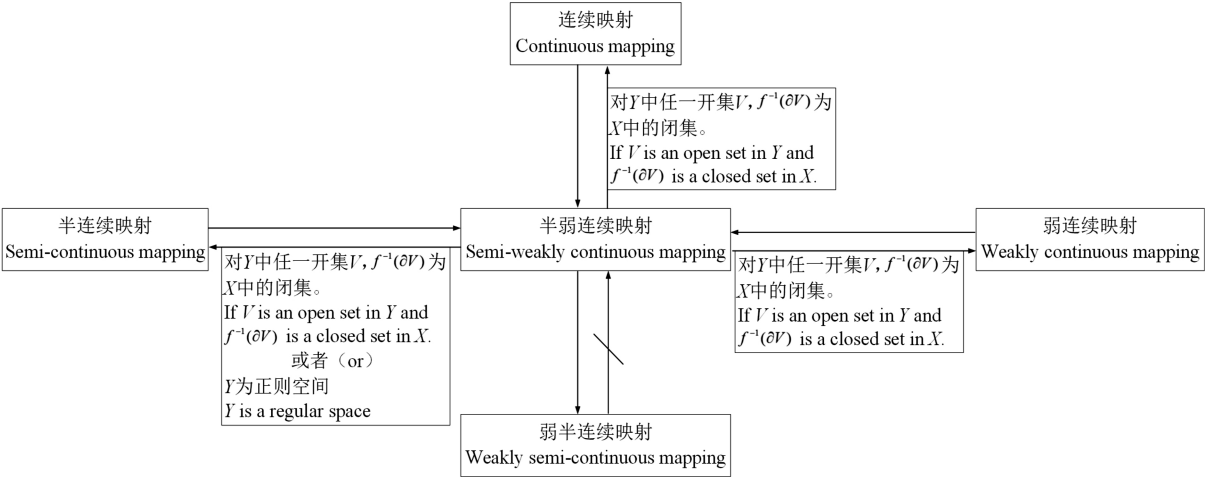 连续映射
Continuous mapping
对Y中任一开集V，f⁻¹(∂V)为
X中的闭集。
If V is an open set in Y and
f⁻¹(∂V) is a closed set in X.
半连续映射
Semi-continuous mapping
半弱连续映射
Semi-weakly continuous mapping
弱连续映射
Weakly continuous mapping
对Y中任一开集V，f⁻¹(∂V)为
X中的闭集。
If V is an open set in Y and
f⁻¹(∂V) is a closed set in X.
或者（or）
Y为正则空间
Y is a regular space
对Y中任一开集V，f⁻¹(∂V)为
X中的闭集。
If V is an open set in Y and
f⁻¹(∂V) is a closed set in X.
弱半连续映射
Weakly semi-continuous mapping